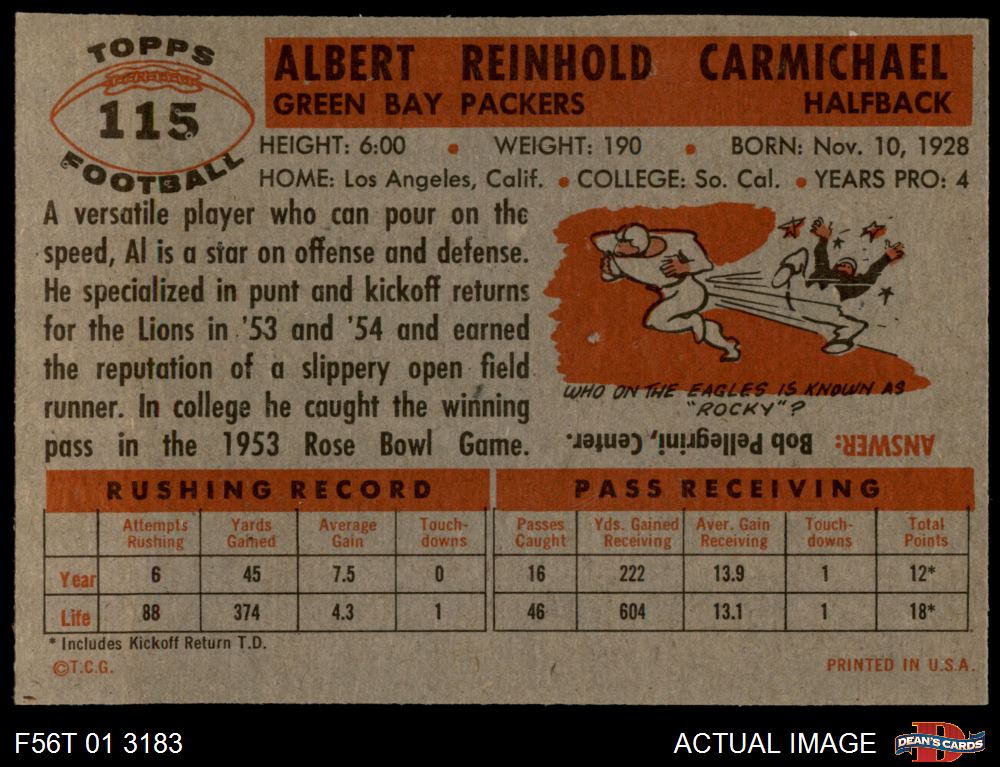 TOPPS
115
FOOTBALL
ALBERT REINHOLD CARMICHAEL
GREEN BAY PACKERS HALFBACK
HEIGHT: 6:00 • WEIGHT: 190 • BORN: Nov. 10, 1928
HOME: Los Angeles, Calif. • COLLEGE: So. Cal. • YEARS PRO: 4
A versatile player who can pour on the
speed, Al is a star on offense and defense.
He specialized in punt and kickoff returns
for the Lions in '53 and '54 and earned
the reputation of a slippery open field
runner. In college he caught the winning
pass in the 1953 Rose Bowl Game.
WHO ON THE EAGLES IS KNOWN AS
"ROCKY"?
ANSWER: Bob Pellegrini, Center.
RUSHING RECORD PASS RECEIVING
Attempts Yards Average Touch- Passes Yds. Gained Aver. Gain Touch- Total
Rushing Gained Gain downs Caught Receiving Receiving downs Points
Year 6 45 7.5 0 16 222 13.9 1 12*
Life 88 374 4.3 1 46 604 13.1 1 18*
* Includes Kickoff Return T.D.
©T.C.G. PRINTED IN U.S.A.
F56T 01 3183 ACTUAL IMAGE DEAN'S CARDS